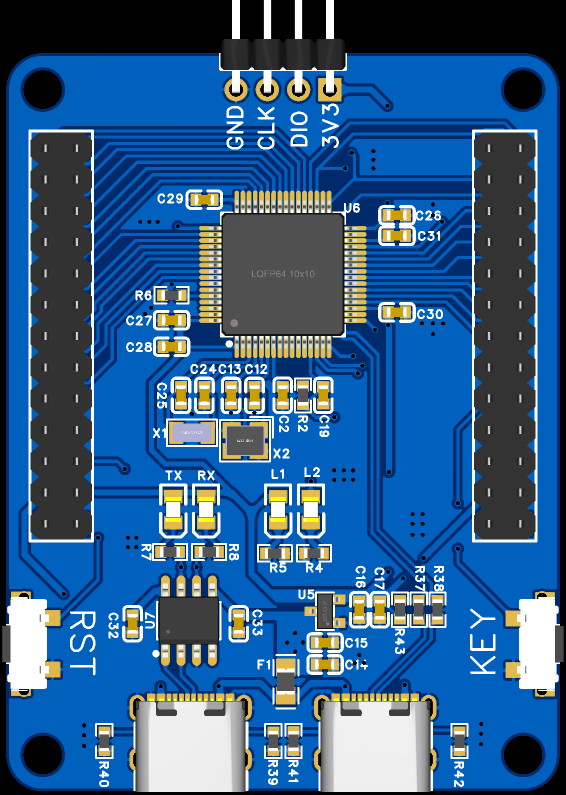 GND
CLK
DIO
3V3
C29
U6
C26
C31
LQFP64 10x10
R6
C27
C28
C30
C24
C13
C12
C25
C2
R2
C19
X1
X2
TX
RX
L1
L2
R7
R8
R5
R4
U5
C16
C17
R37
R38
R43
RST
C32
U7
C33
C15
C14
F1
KEY
R40
R39
R41
R42